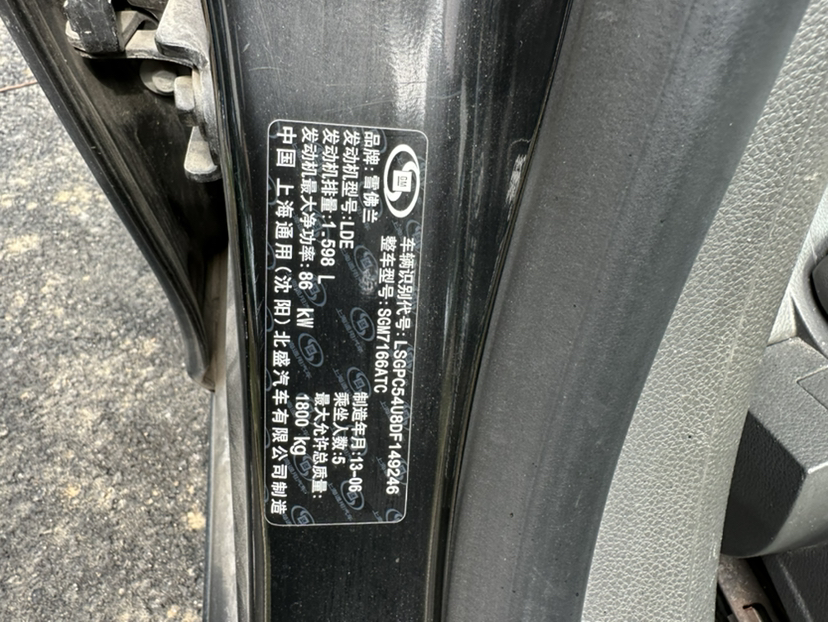 GM
车辆识别代号:LSGPC54U8DF149246
整车型号:SGM7166ATC
品牌:雪佛兰
制造年月:13-06
发动机型号:LDE
乘坐人数:5
发动机排量:1.598 L
最大允许总质量:
发动机最大净功率:86 kW
1800 kg
中国 上海通用(沈阳)北盛汽车有限公司制造